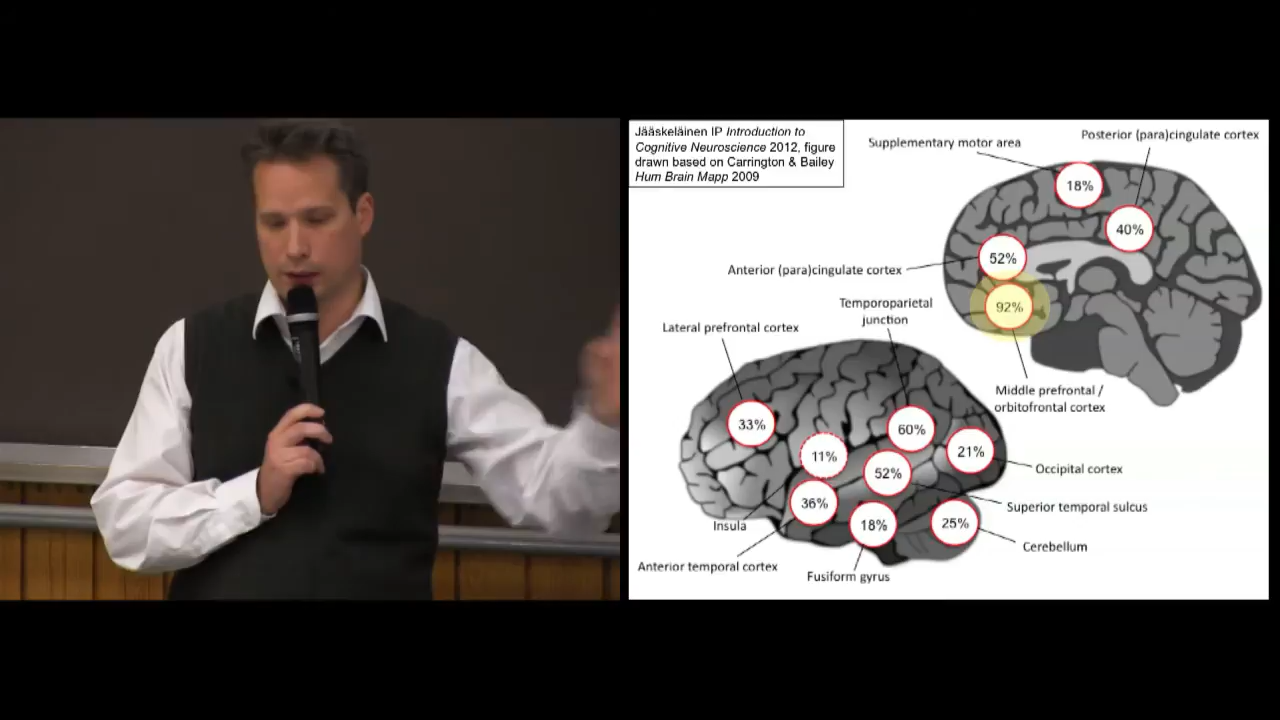 Jääskeläinen IP Introduction to
Cognitive Neuroscience 2012, figure
drawn based on Carrington & Bailey
Hum Brain Mapp 2009
Supplementary motor area
Posterior (para)cingulate cortex
18%
40%
52%
Anterior (para)cingulate cortex
92%
Middle prefrontal /
orbitofrontal cortex
Temporoparietal
junction
Lateral prefrontal cortex
33%
60%
11%
21%
52%
Occipital cortex
36%
Superior temporal sulcus
Insula
18%
25%
Cerebellum
Anterior temporal cortex
Fusiform gyrus